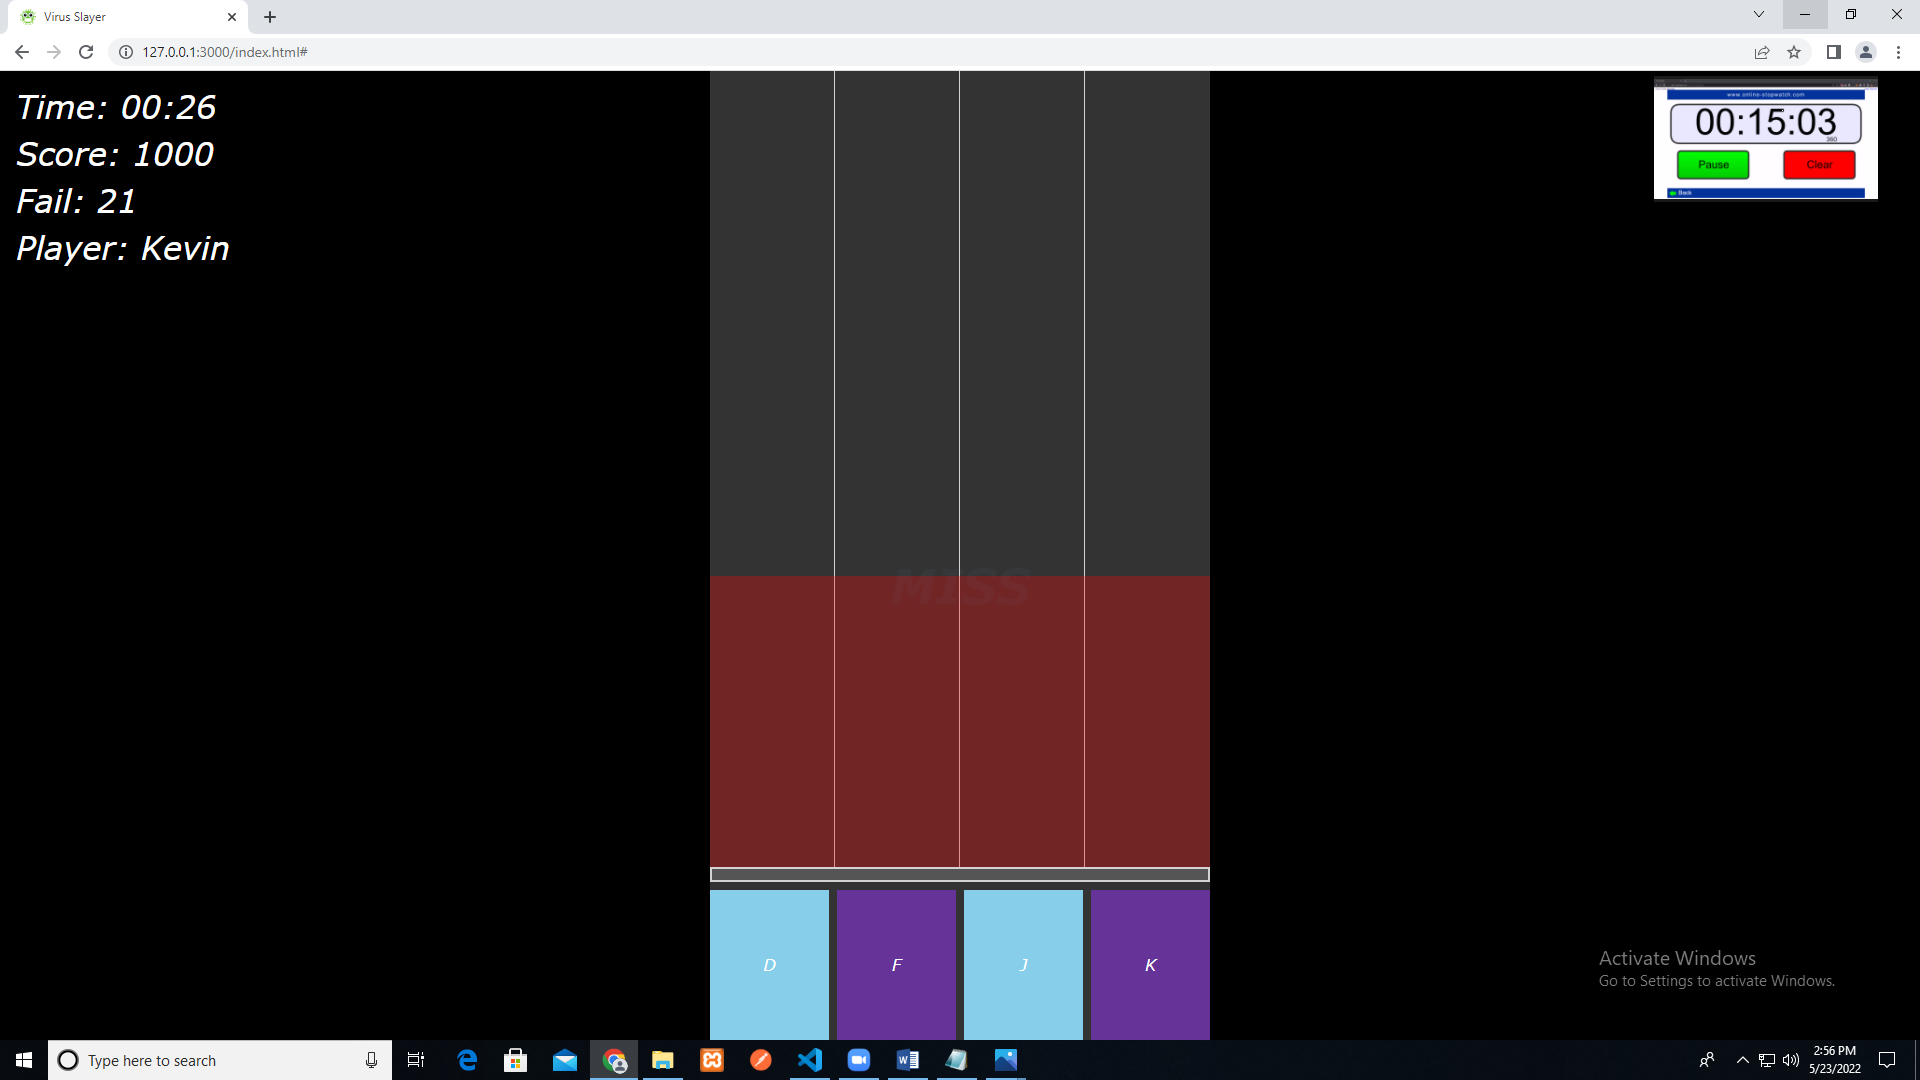 Virus Slayer
127.0.0.1:3000/index.html#
Time: 00:26
Score: 1000
Fail: 21
Player: Kevin
www.online-stopwatch.com
00:15:03
360
Pause
Clear
Back
MISS
D
F
J
K
Activate Windows
Go to Settings to activate Windows.
Type here to search
2:56 PM
5/23/2022